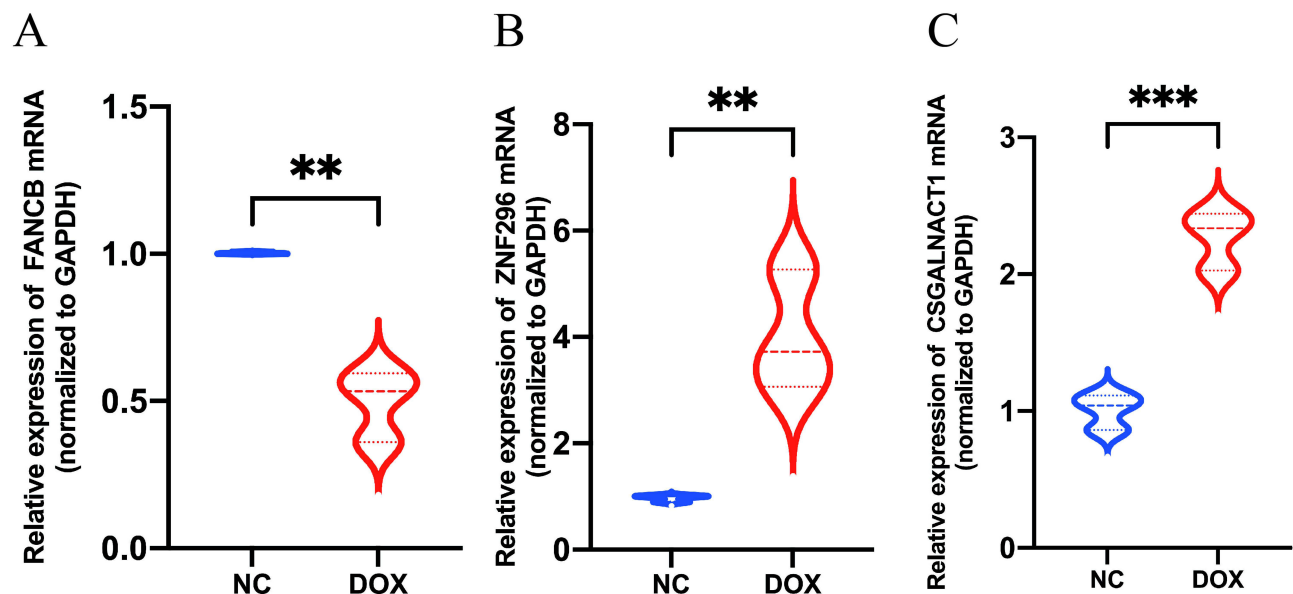 A
Relative expression of FANCB mRNA
(normalized to GAPDH)
1.5
1.0
0.5
0.0
**
NC
DOX
B
Relative expression of ZNF296 mRNA
(normalized to GAPDH)
8
6
4
2
0
**
NC
DOX
C
Relative expression of CSGALNACT1 mRNA
(normalized to GAPDH)
3
2
1
0
***
NC
DOX